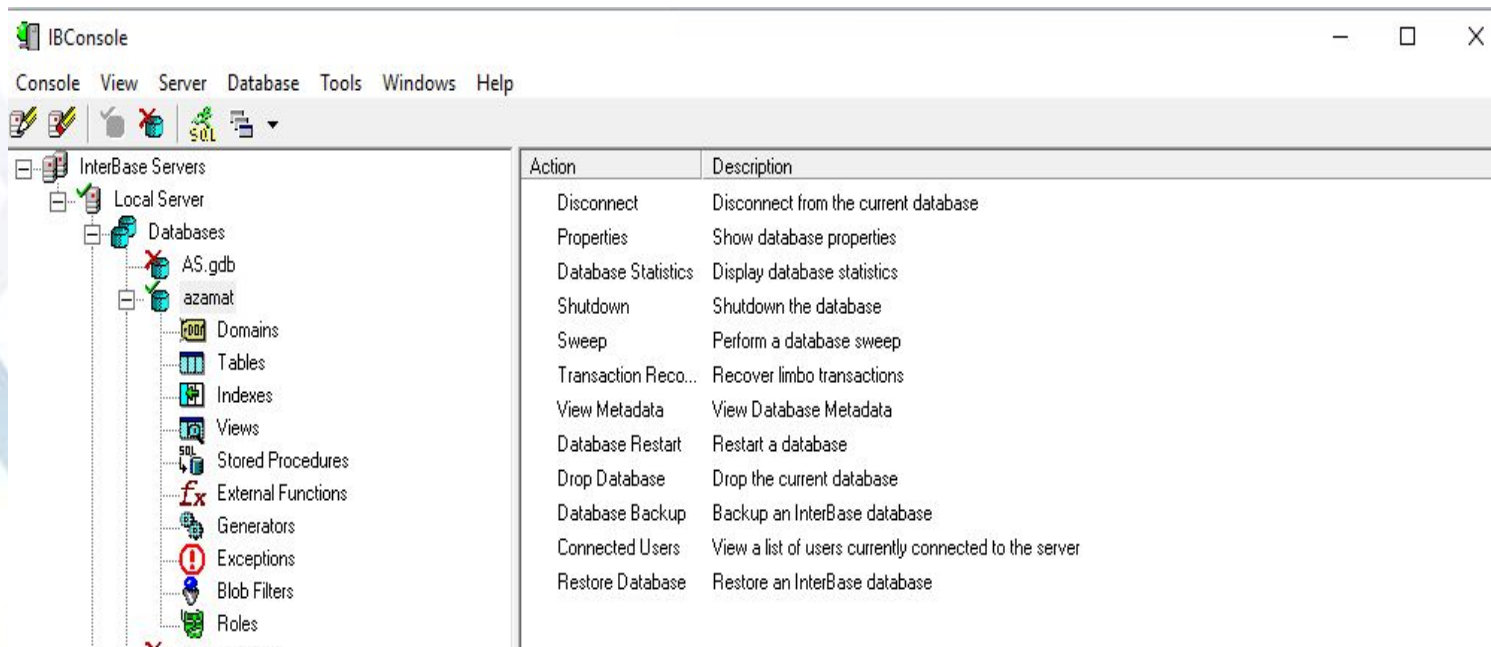 IBConsole
Console View Server Database Tools Windows Help
SQL
InterBase Servers
Local Server
Databases
AS.gdb
azamat
Domains
Tables
Indexes
Views
SQL
Stored Procedures
fx External Functions
Generators
Exceptions
Blob Filters
Roles
Action Description
Disconnect Disconnect from the current database
Properties Show database properties
Database Statistics Display database statistics
Shutdown Shutdown the database
Sweep Perform a database sweep
Transaction Reco... Recover limbo transactions
View Metadata View Database Metadata
Database Restart Restart a database
Drop Database Drop the current database
Database Backup Backup an InterBase database
Connected Users View a list of users currently connected to the server
Restore Database Restore an InterBase database